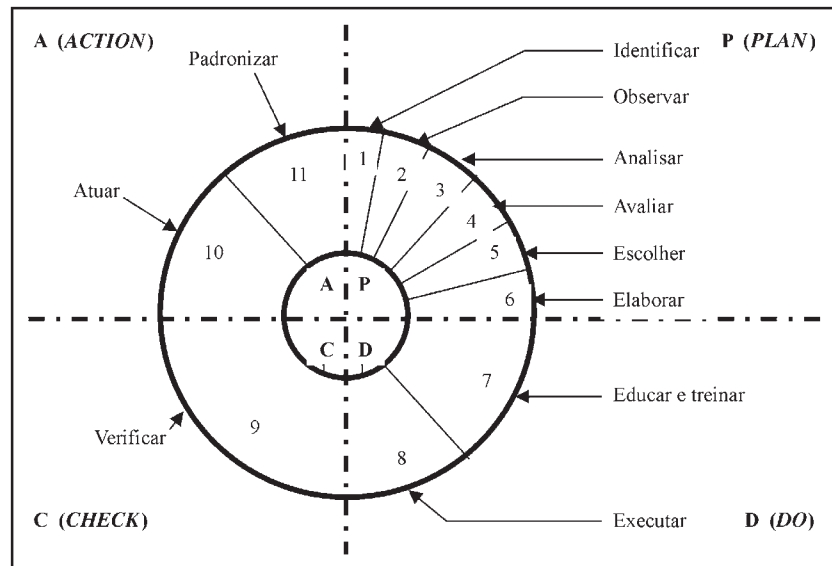 A (ACTION)
P (PLAN)
Padronizar
Identificar
Observar
Analisar
Avaliar
Escolher
Elaborar
Atuar
11
1
2
3
4
5
6
10
A
P
C
D
7
Educar e treinar
9
8
Verificar
Executar
C (CHECK)
D (DO)